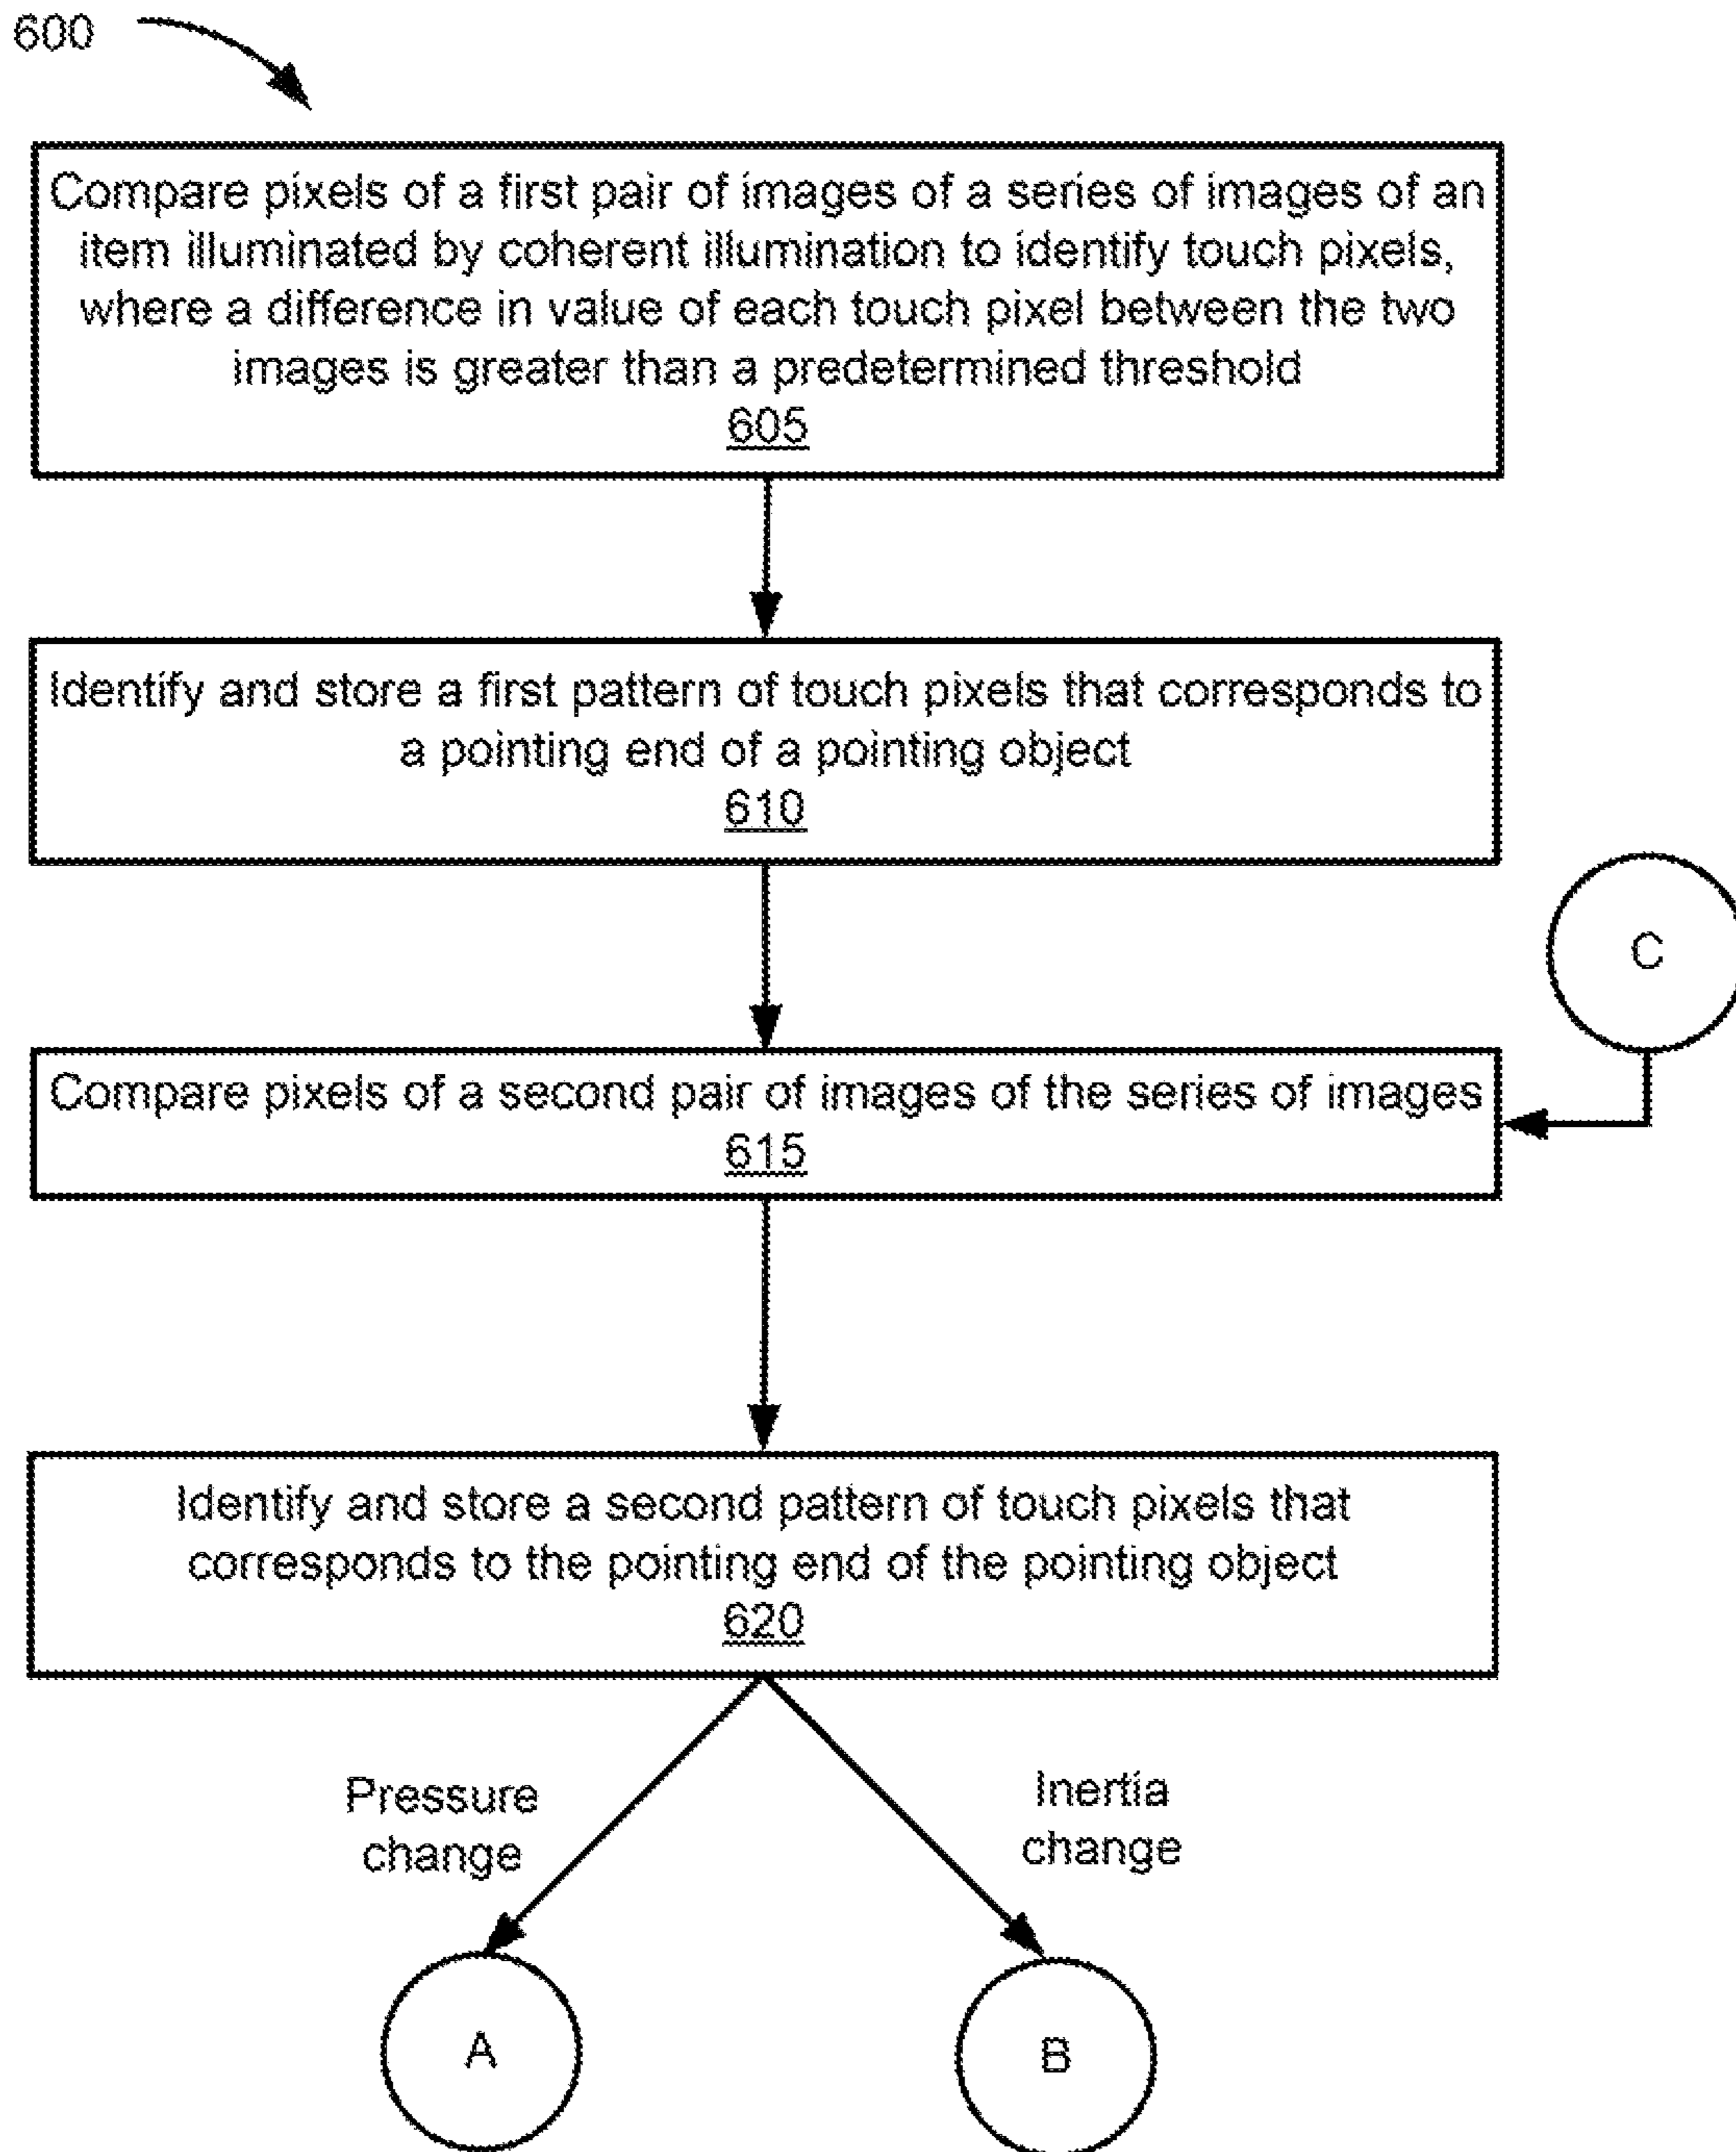 600
Compare pixels of a first pair of images of a series of images of an
item illuminated by coherent illumination to identify touch pixels,
where a difference in value of each touch pixel between the two
images is greater than a predetermined threshold
605
Identify and store a first pattern of touch pixels that corresponds to
a pointing end of a pointing object
610
C
Compare pixels of a second pair of images of the series of images
615
Identify and store a second pattern of touch pixels that
corresponds to the pointing end of the pointing object
620
Pressure
change
Inertia
change
A
B